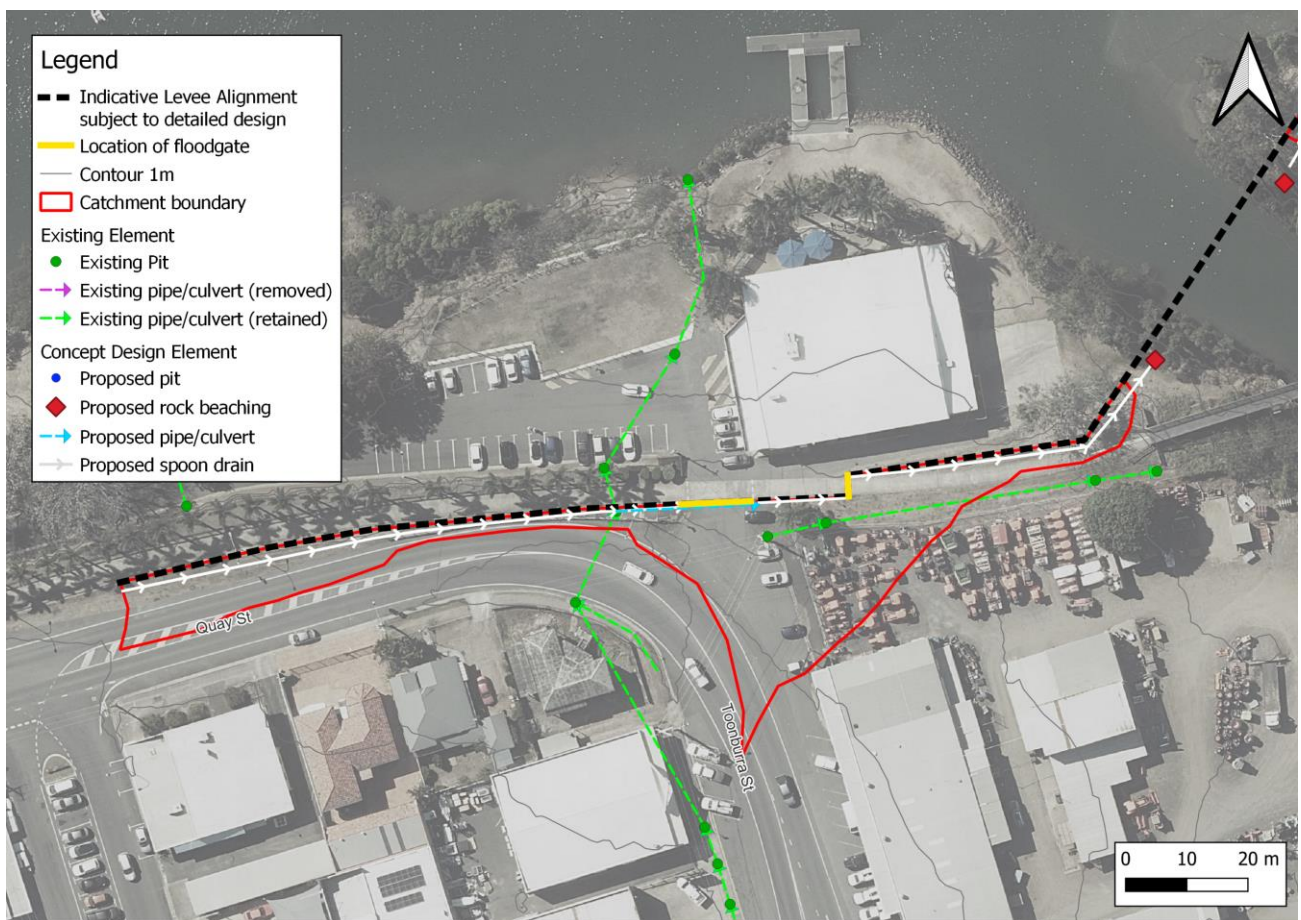 Legend
Indicative Levee Alignment
subject to detailed design
Location of floodgate
Contour 1m
Catchment boundary
Existing Element
Existing Pit
Existing pipe/culvert (removed)
Existing pipe/culvert (retained)
Concept Design Element
Proposed pit
Proposed rock beaching
Proposed pipe/culvert
Proposed spoon drain
Quay St
Toonburra St
0 10 20 m